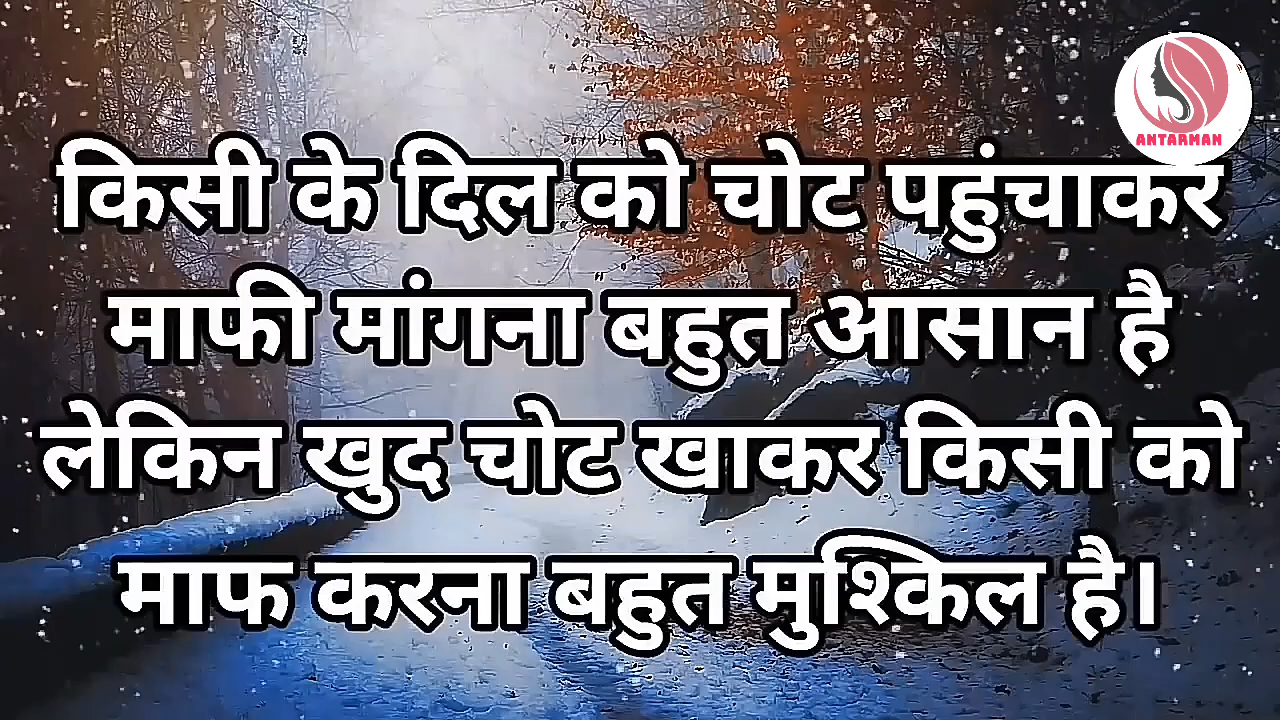 ANTARMAN
किसी के दिल को चोट पहुंचाकर
माफी मांगना बहुत आसान है
लेकिन खुद चोट खाकर किसी को
माफ करना बहुत मुश्किल है।